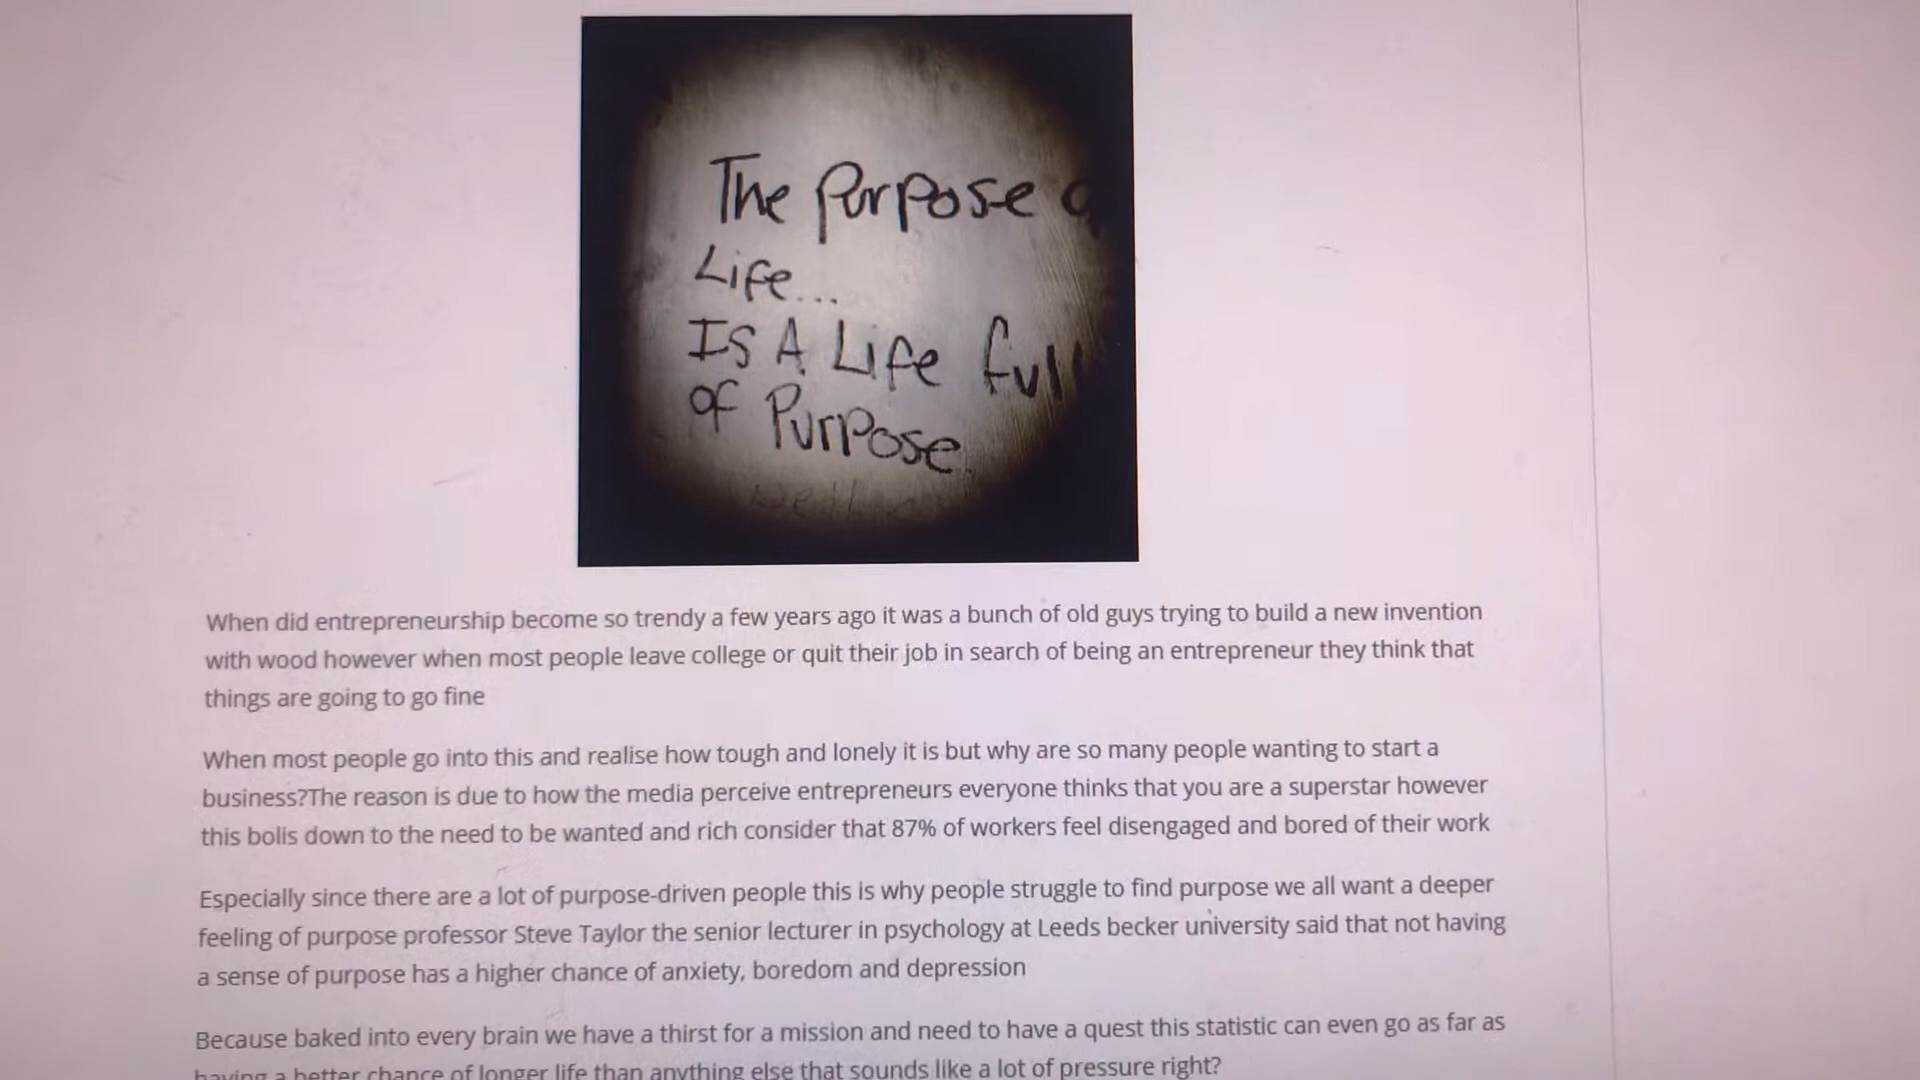 The Purpose
Life...
Is A Life full
of Purpose
When did entrepreneurship become so trendy a few years ago it was a bunch of old guys trying to build a new invention
with wood however when most people leave college or quit their job in search of being an entrepreneur they think that
things are going to go fine
When most people go into this and realise how tough and lonely it is but why are so many people wanting to start a
business?The reason is due to how the media perceive entrepreneurs everyone thinks that you are a superstar however
this bolis down to the need to be wanted and rich consider that 87% of workers feel disengaged and bored of their work
Especially since there are a lot of purpose-driven people this is why people struggle to find purpose we all want a deeper
feeling of purpose professor Steve Taylor the senior lecturer in psychology at Leeds becker university said that not having
a sense of purpose has a higher chance of anxiety, boredom and depression
Because baked into every brain we have a thirst for a mission and need to have a quest this statistic can even go as far as
having a better chance of longer life than anything else that sounds like a lot of pressure right?